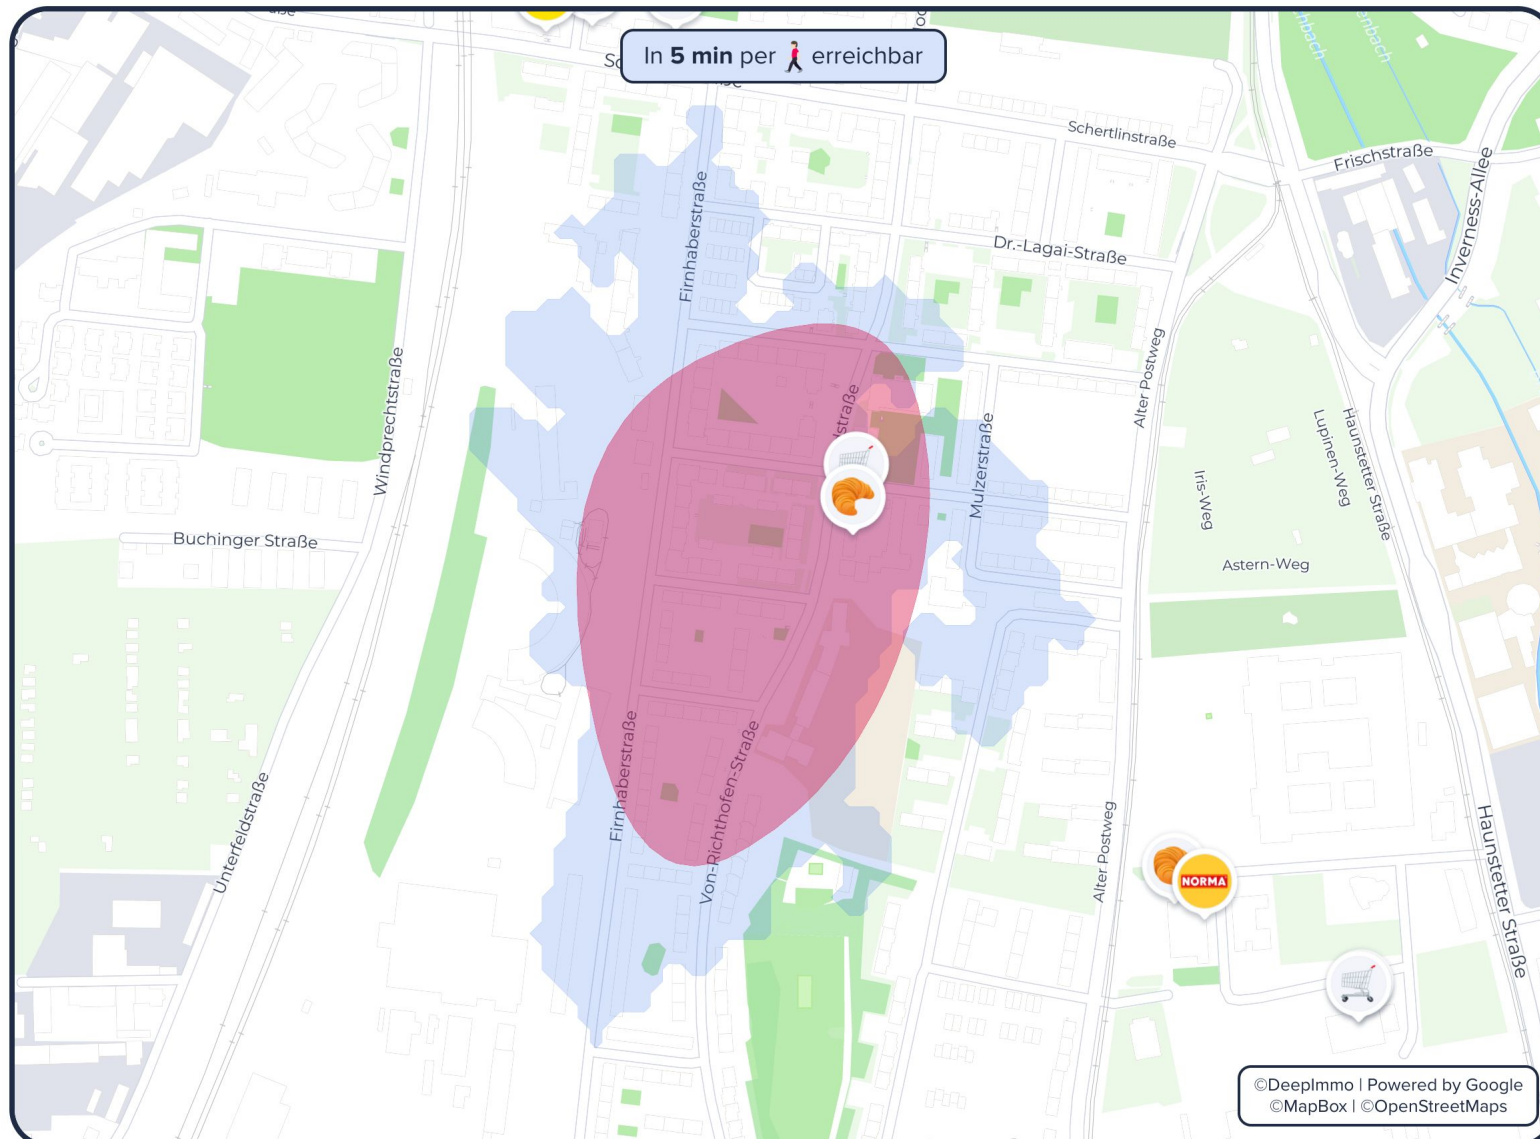 In 5 min per erreichbar
Schertlinstraße
Frischstraße
Inverness-Allee
Firnhaberstraße
Dr.-Lagai-Straße
Alter Postweg
Windprechtstraße
Mulzerstraße
Iris-Weg
Lupinen-Weg
Haunstetter Straße
Buchinger Straße
Astern-Weg
Firnhaberstraße
Von-Richthofen-Straße
Unterfeldstraße
Alter Postweg
NORMA
Haunstetter Straße
©DeepImmo | Powered by Google
©MapBox | ©OpenStreetMaps